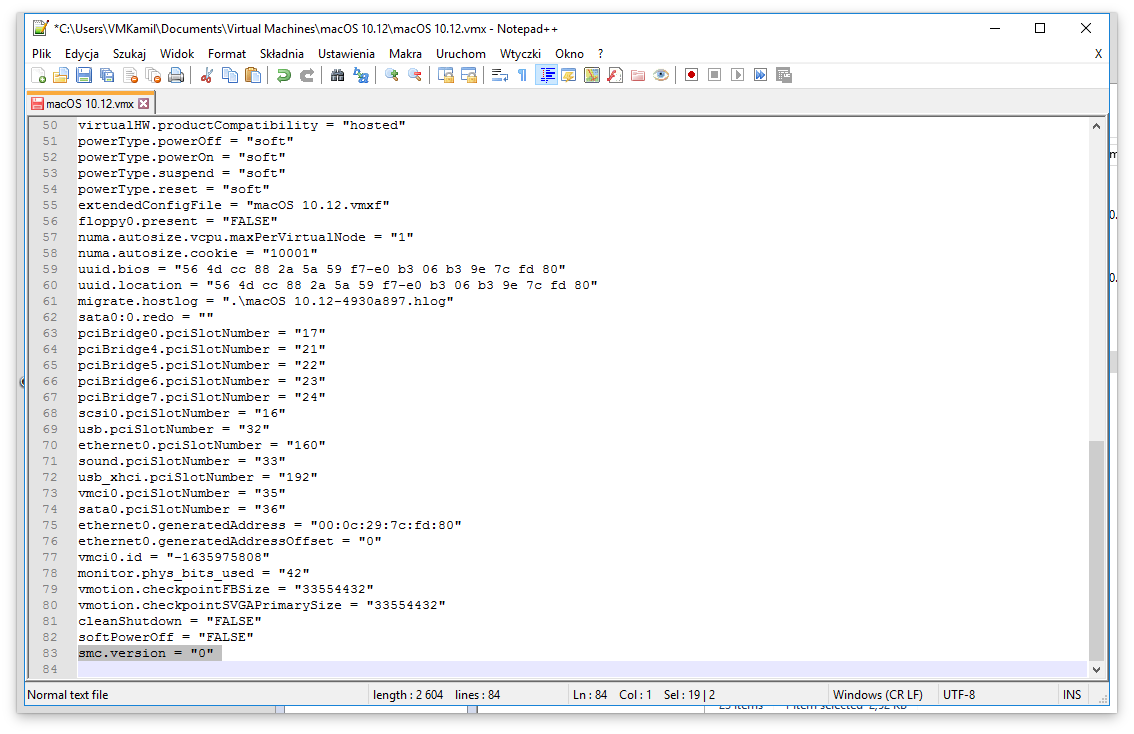 *C:\Users\VMKamil\Documents\Virtual Machines\macOS 10.12\macOS 10.12.vmx - Notepad++
Plik Edycja Szukaj Widok Format Składnia Ustawienia Makra Uruchom Wtyczki Okno ? X
macOS 10.12.vmx
50 virtualHW.productCompatibility = "hosted"
51 powerType.powerOff = "soft"
52 powerType.powerOn = "soft"
53 powerType.suspend = "soft"
54 powerType.reset = "soft"
55 extendedConfigFile = "macOS 10.12.vmxf"
56 floppy0.present = "FALSE"
57 numa.autosize.vcpu.maxPerVirtualNode = "1"
58 numa.autosize.cookie = "10001"
59 uuid.bios = "56 4d cc 88 2a 5a 59 f7-e0 b3 06 b3 9e 7c fd 80"
60 uuid.location = "56 4d cc 88 2a 5a 59 f7-e0 b3 06 b3 9e 7c fd 80"
61 migrate.hostlog = ".\macOS 10.12-4930a897.hlog"
62 sata0:0.redo = ""
63 pciBridge0.pciSlotNumber = "17"
64 pciBridge4.pciSlotNumber = "21"
65 pciBridge5.pciSlotNumber = "22"
66 pciBridge6.pciSlotNumber = "23"
67 pciBridge7.pciSlotNumber = "24"
68 scsi0.pciSlotNumber = "16"
69 usb.pciSlotNumber = "32"
70 ethernet0.pciSlotNumber = "160"
71 sound.pciSlotNumber = "33"
72 usb_xhci.pciSlotNumber = "192"
73 vmci0.pciSlotNumber = "35"
74 sata0.pciSlotNumber = "36"
75 ethernet0.generatedAddress = "00:0c:29:7c:fd:80"
76 ethernet0.generatedAddressOffset = "0"
77 vmci0.id = "-1635975808"
78 monitor.phys_bits_used = "42"
79 vmotion.checkpointFBSize = "33554432"
80 vmotion.checkpointSVGAPrimarySize = "33554432"
81 cleanShutdown = "FALSE"
82 softPowerOff = "FALSE"
83 smc.version = "0"
84
Normal text file length : 2 604 lines : 84 Ln : 84 Col : 1 Sel : 19 | 2 Windows (CR LF) UTF-8 INS